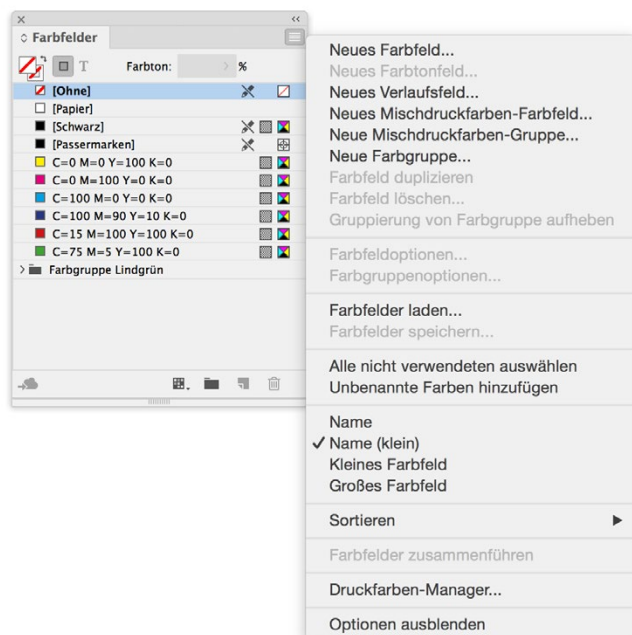 Farbfelder
T Farbton: %
[Ohne]
[Papier]
[Schwarz]
[Passermarken]
C=0 M=0 Y=100 K=0
C=0 M=100 Y=0 K=0
C=100 M=0 Y=0 K=0
C=100 M=90 Y=10 K=0
C=15 M=100 Y=100 K=0
C=75 M=5 Y=100 K=0
Farbgruppe Lindgrün
Neues Farbfeld...
Neues Farbtonfeld...
Neues Verlaufsfeld...
Neues Mischdruckfarben-Farbfeld...
Neue Mischdruckfarben-Gruppe...
Neue Farbgruppe...
Farbfeld duplizieren
Farbfeld löschen...
Gruppierung von Farbgruppe aufheben
Farbfeldoptionen...
Farbgruppenoptionen...
Farbfelder laden...
Farbfelder speichern...
Alle nicht verwendeten auswählen
Unbenannte Farben hinzufügen
Name
Name (klein)
Kleines Farbfeld
Großes Farbfeld
Sortieren
Farbfelder zusammenführen
Druckfarben-Manager...
Optionen ausblenden